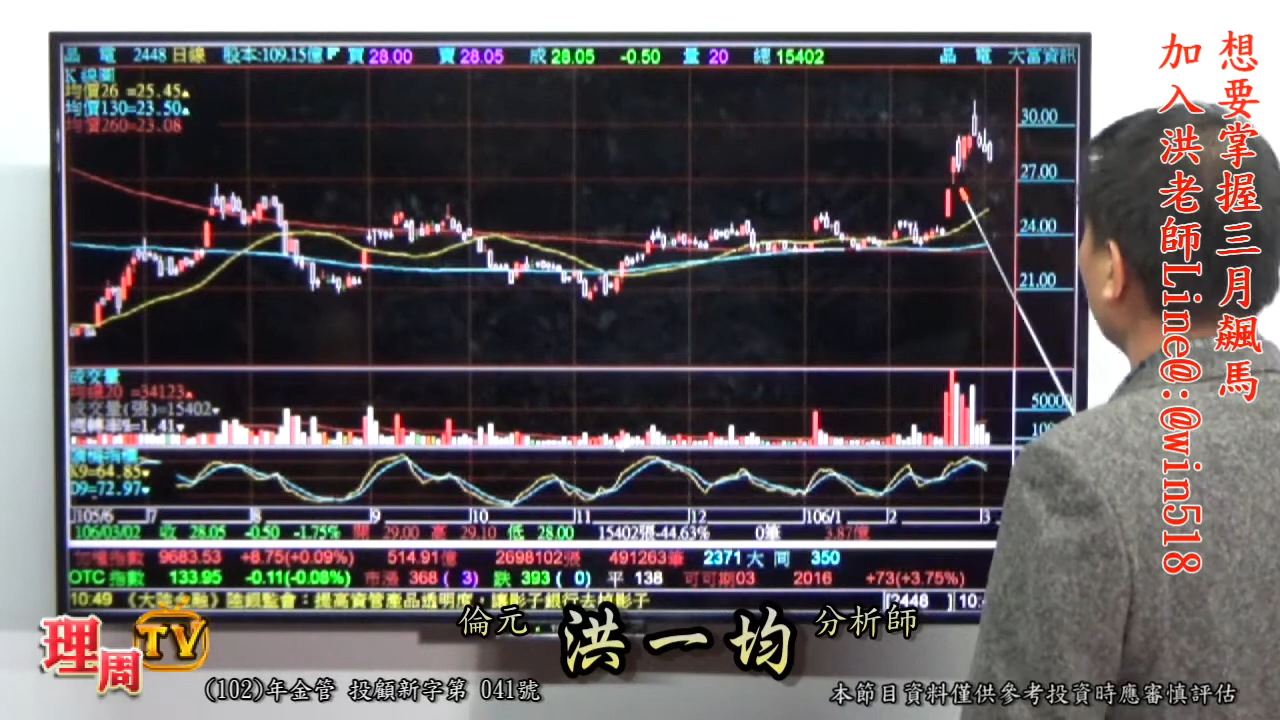 晶 電 2448 日線 股本:109.15億 買 28.00 賣 28.05 成 28.05 -0.50 量 20 總 15402 晶 電 大富資訊
K 線圖
均價26 =25.45▲
均價130=23.50▲
均價260=23.08
30.00
27.00
24.00
21.00
成交量
均線20 =34123▲
成交量(張)=15402▼
週轉率%=1.41▼
50000
K9=64.85▼
D9=72.97▼
105/6 7 8 9 10 11 12 106/1 2 3
106/03/02 收 28.05 -0.50 -1.75% 開 29.00 高 29.10 低 28.00 15402張-44.63% 0筆 3.87億
加權指數 9683.53 +8.75(+0.09%) 514.91億 2698102張 491263筆 2371 大 同 350
OTC 指數 133.95 -0.11(-0.08%) 市漲 368 ( 3) 跌 393 ( 0) 平 138 可可期03 2016 +73(+3.75%)
10:49 《大陸金融》陸銀監會：提高資管產品透明度，讓影子銀行去掉影子 [2448 ] 10:4
想要掌握三月飆馬
加入洪老師Line@:@win518
理周TV
倫元 洪一均 分析師
(102)年金管 投顧新字第 041號
本節目資料僅供參考投資時應審慎評估